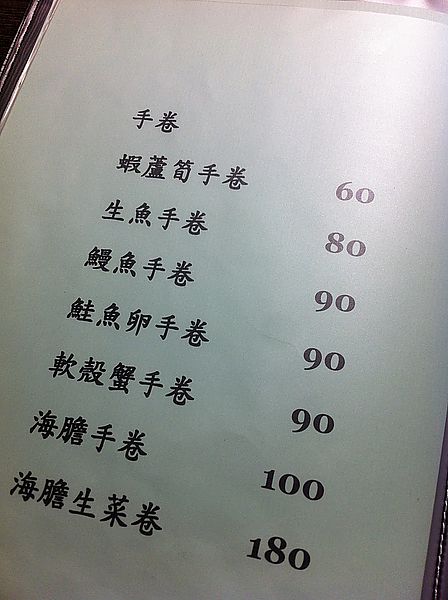 手卷
蝦蘆筍手卷 60
生魚手卷 80
鰻魚手卷 90
鮭魚卵手卷 90
軟殼蟹手卷 90
海膽手卷 100
海膽生菜卷 180